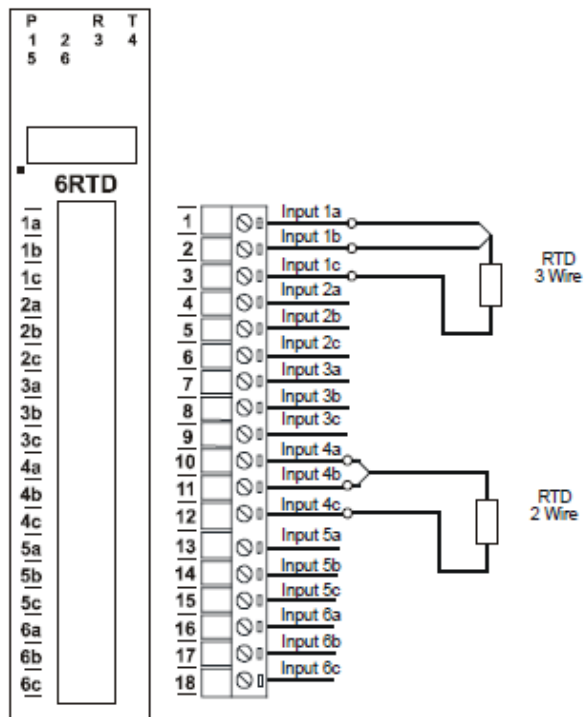 P R T
1 2 3 4
5 6
6RTD
1a
1b
1c
2a
2b
2c
3a
3b
3c
4a
4b
4c
5a
5b
5c
6a
6b
6c
1
2
3
4
5
6
7
8
9
10
11
12
13
14
15
16
17
18
Input 1a
Input 1b
Input 1c
Input 2a
Input 2b
Input 2c
Input 3a
Input 3b
Input 3c
Input 4a
Input 4b
Input 4c
Input 5a
Input 5b
Input 5c
Input 6a
Input 6b
Input 6c
RTD
3 Wire
RTD
2 Wire